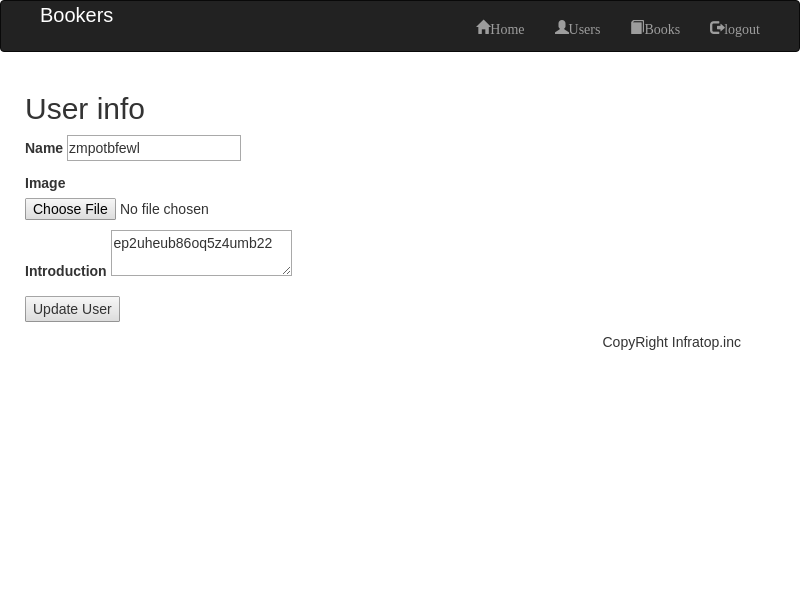 Bookers
Home Users Books logout
User info
Name zmpotbfewl
Image
Choose File No file chosen
Introduction ep2uheub86oq5z4umb22
Update User
CopyRight Infratop.inc